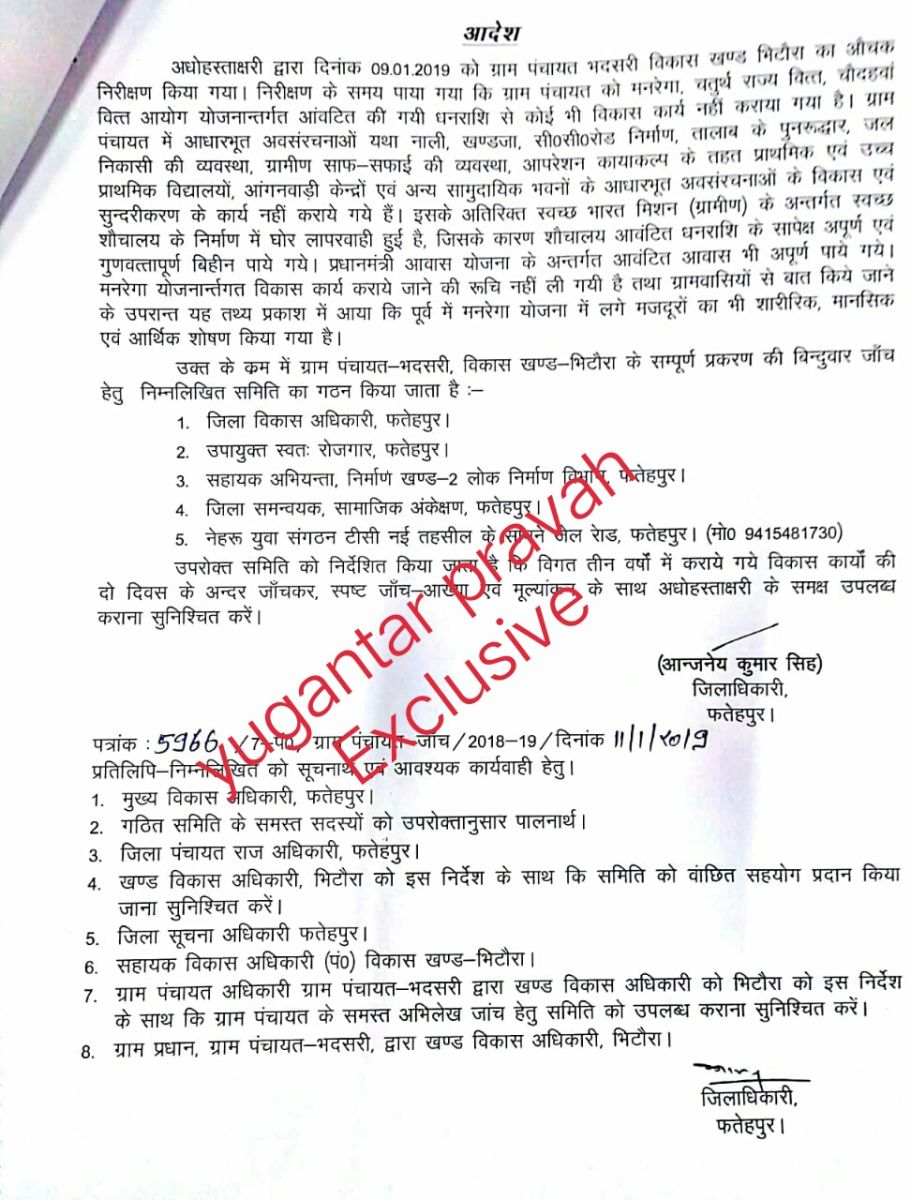 आदेश
अधोहस्ताक्षरी द्वारा दिनांक 09.01.2019 को ग्राम पंचायत भदसरी विकास खण्ड भिटौरा का औचक
निरीक्षण किया गया। निरीक्षण के समय पाया गया कि ग्राम पंचायत को मनरेगा, चतुर्थ राज्य वित्त, चौदहवां
वित्त आयोग योजनान्तर्गत आंवटित की गयी धनराशि से कोई भी विकास कार्य नहीं कराया गया है। ग्राम
पंचायत में आधारभूत अवसंरचनाओं यथा नाली, खण्डजा, सी0सी0रोड निर्माण, तालाब के पुनरूद्धार, जल
निकासी की व्यवस्था, ग्रामीण साफ-सफाई की व्यवस्था, आपरेशन कायाकल्प के तहत प्राथमिक एवं उच्च
प्राथमिक विद्यालयों, आंगनवाड़ी केन्द्रों एवं अन्य सामुदायिक भवनों के आधारभूत अवसंरचनाओं के विकास एवं
सुन्दरीकरण के कार्य नहीं कराये गये हैं। इसके अतिरिक्त स्वच्छ भारत मिशन (ग्रामीण) के अन्तर्गत स्वच्छ
शौचालय के निर्माण में घोर लापरवाही हुई है, जिसके कारण शौचालय आवंटित धनराशि के सापेक्ष अपूर्ण एवं
गुणवत्तापूर्ण बिहीन पाये गये। प्रधानमंत्री आवास योजना के अन्तर्गत आवंटित आवास भी अपूर्ण पाये गये।
मनरेगा योजनार्न्तगत विकास कार्य कराये जाने की रूचि नहीं ली गयी है तथा ग्रामवासियों से बात किये जाने
के उपरान्त यह तथ्य प्रकाश में आया कि पूर्व में मनरेगा योजना में लगे मजदूरों का भी शारीरिक, मानसिक
एवं आर्थिक शोषण किया गया है।
उक्त के क्रम में ग्राम पंचायत-भदसरी, विकास खण्ड-भिटौरा के सम्पूर्ण प्रकरण की बिन्दुवार जाँच
हेतु निम्नलिखित समिति का गठन किया जाता है :-
1. जिला विकास अधिकारी, फतेहपुर।
2. उपायुक्त स्वतः रोजगार, फतेहपुर।
3. सहायक अभियन्ता, निर्माण खण्ड-2 लोक निर्माण विभाग, फतेहपुर।
4. जिला समन्वयक, सामाजिक अंकेक्षण, फतेहपुर।
5. नेहरू युवा संगठन टीसी नई तहसील के सामने जेल रोड, फतेहपुर। (मो0 9415481730)
उपरोक्त समिति को निर्देशित किया जाता है कि विगत तीन वर्षों में कराये गये विकास कार्यों की
दो दिवस के अन्दर जाँचकर, स्पष्ट जाँच-आख्या एवं मूल्यांकन के साथ अधोहस्ताक्षरी के समक्ष उपलब्ध
कराना सुनिश्चित करें।
(आन्जनेय कुमार सिंह)
जिलाधिकारी,
फतेहपुर।
पत्रांक : 5966 /7-पं0, ग्राम पंचायत जांच/2018-19/दिनांक 11/1/2019
प्रतिलिपि-निम्नलिखित को सूचनार्थ एवं आवश्यक कार्यवाही हेतु।
1. मुख्य विकास अधिकारी, फतेहपुर।
2. गठित समिति के समस्त सदस्यों को उपरोक्तानुसार पालनार्थ।
3. जिला पंचायत राज अधिकारी, फतेहपुर।
4. खण्ड विकास अधिकारी, भिटौरा को इस निर्देश के साथ कि समिति को वांछित सहयोग प्रदान किया
जाना सुनिश्चित करें।
5. जिला सूचना अधिकारी फतेहपुर।
6. सहायक विकास अधिकारी (पं0) विकास खण्ड-भिटौरा।
7. ग्राम पंचायत अधिकारी ग्राम पंचायत-भदसरी द्वारा खण्ड विकास अधिकारी को भिटौरा को इस निर्देश
के साथ कि ग्राम पंचायत के समस्त अभिलेख जांच हेतु समिति को उपलब्ध कराना सुनिश्चित करें।
8. ग्राम प्रधान, ग्राम पंचायत-भदसरी, द्वारा खण्ड विकास अधिकारी, भिटौरा।
जिलाधिकारी,
फतेहपुर।
yugantar pravah
Exclusive